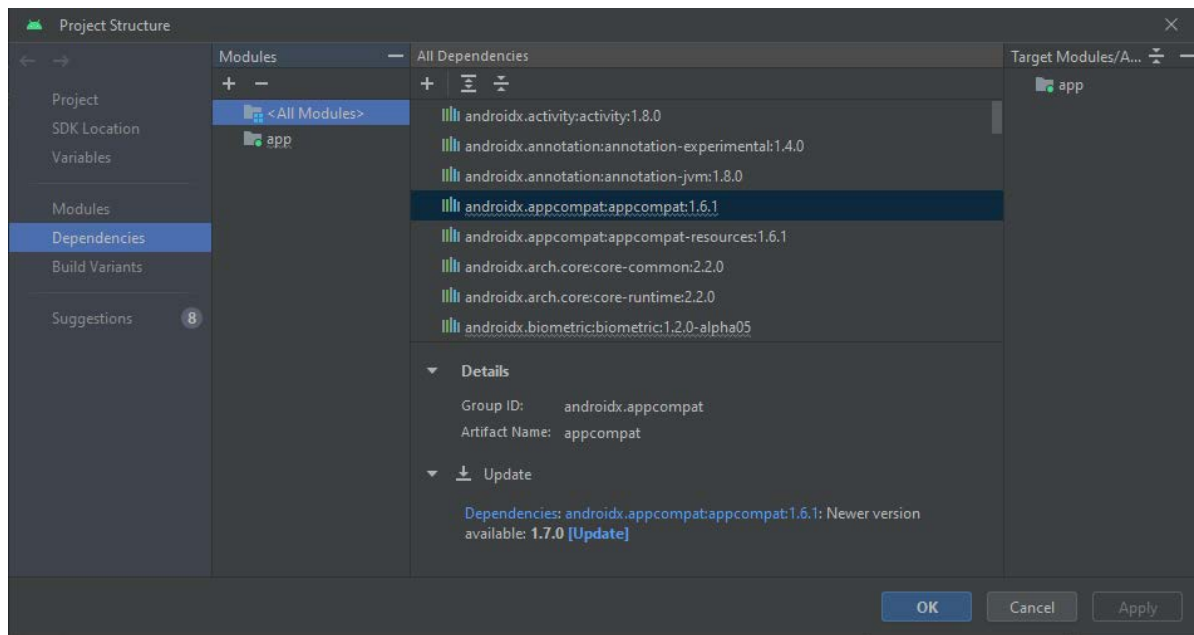 Project Structure
Project
SDK Location
Variables
Modules
Dependencies
Build Variants
Suggestions 8
Modules
<All Modules>
app
All Dependencies
androidx.activity:activity:1.8.0
androidx.annotation:annotation-experimental:1.4.0
androidx.annotation:annotation-jvm:1.8.0
androidx.appcompat:appcompat:1.6.1
androidx.appcompat:appcompat-resources:1.6.1
androidx.arch.core:core-common:2.2.0
androidx.arch.core:core-runtime:2.2.0
androidx.biometric:biometric:1.2.0-alpha05
Details
Group ID: androidx.appcompat
Artifact Name: appcompat
Update
Dependencies: androidx.appcompat:appcompat:1.6.1: Newer version
available: 1.7.0 [Update]
Target Modules/A...
app
OK
Cancel
Apply